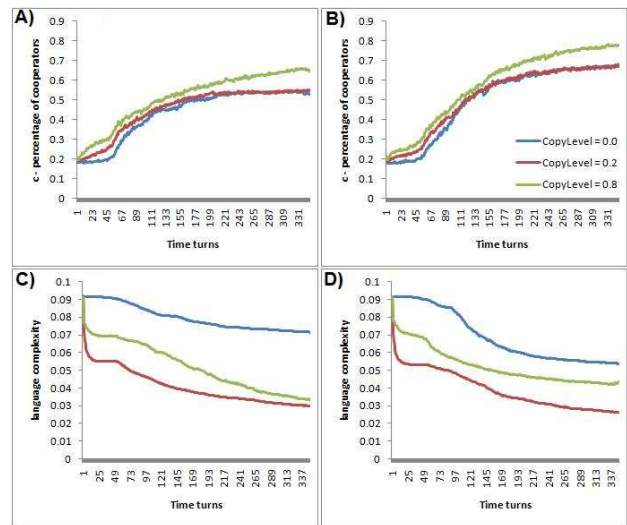 A)
c - percentage of cooperators
0.8
0.7
0.6
0.5
0.4
0.3
0.2
0.1
0
1 23 45 67 89 111 133 155 177 199 221 243 265 287 309 331
Time turns
B)
c - percentage of cooperators
0.8
0.7
0.6
0.5
0.4
0.3
0.2
0.1
0
CopyLevel = 0.0
CopyLevel = 0.2
CopyLevel = 0.8
1 23 45 67 89 111 133 155 177 199 221 243 265 287 309 331
Time turns
C)
language complexity
0.1
0.09
0.08
0.07
0.06
0.05
0.04
0.03
0.02
0.01
0
1 25 49 73 97 121 145 169 193 217 241 265 289 313 337
Time turns
D)
language complexity
0.1
0.09
0.08
0.07
0.06
0.05
0.04
0.03
0.02
0.01
0
1 25 49 73 97 121 145 169 193 217 241 265 289 313 337
Time turns